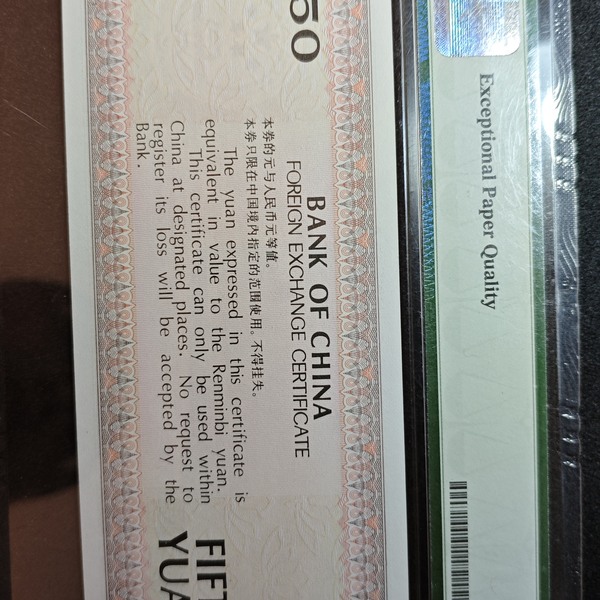 Exceptional Paper Quality
50
BANK OF CHINA
FOREIGN EXCHANGE CERTIFICATE
本券的元与人民币元等值。
本券只限在中国境内指定的范围使用。不得挂失。
The yuan expressed in this certificate is
equivalent in value to the Renminbi yuan.
This certificate can only be used within
China at designated places. No request to
register its loss will be accepted by the
Bank.